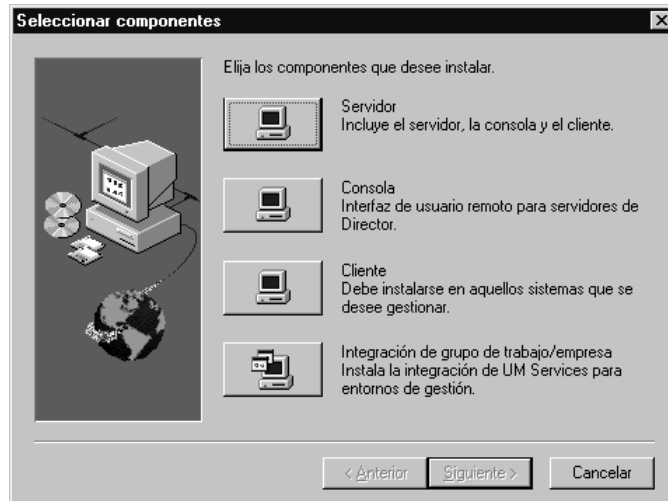 Seleccionar componentes
Elija los componentes que desee instalar.
Servidor
Incluye el servidor, la consola y el cliente.
Consola
Interfaz de usuario remoto para servidores de
Director.
Cliente
Debe instalarse en aquellos sistemas que se
desee gestionar.
Integración de grupo de trabajo/empresa
Instala la integración de UM Services para
entornos de gestión.
< Anterior
Siguiente >
Cancelar